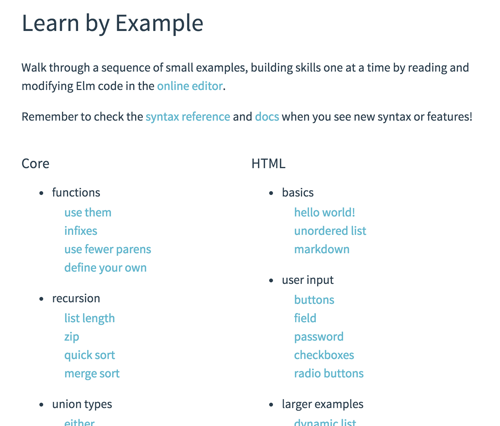 Learn by Example
Walk through a sequence of small examples, building skills one at a time by reading and
modifying Elm code in the online editor.
Remember to check the syntax reference and docs when you see new syntax or features!
Core
functions
use them
infixes
use fewer parens
define your own
recursion
list length
zip
quick sort
merge sort
union types
either
HTML
basics
hello world!
unordered list
markdown
user input
buttons
field
password
checkboxes
radio buttons
larger examples
dynamic list